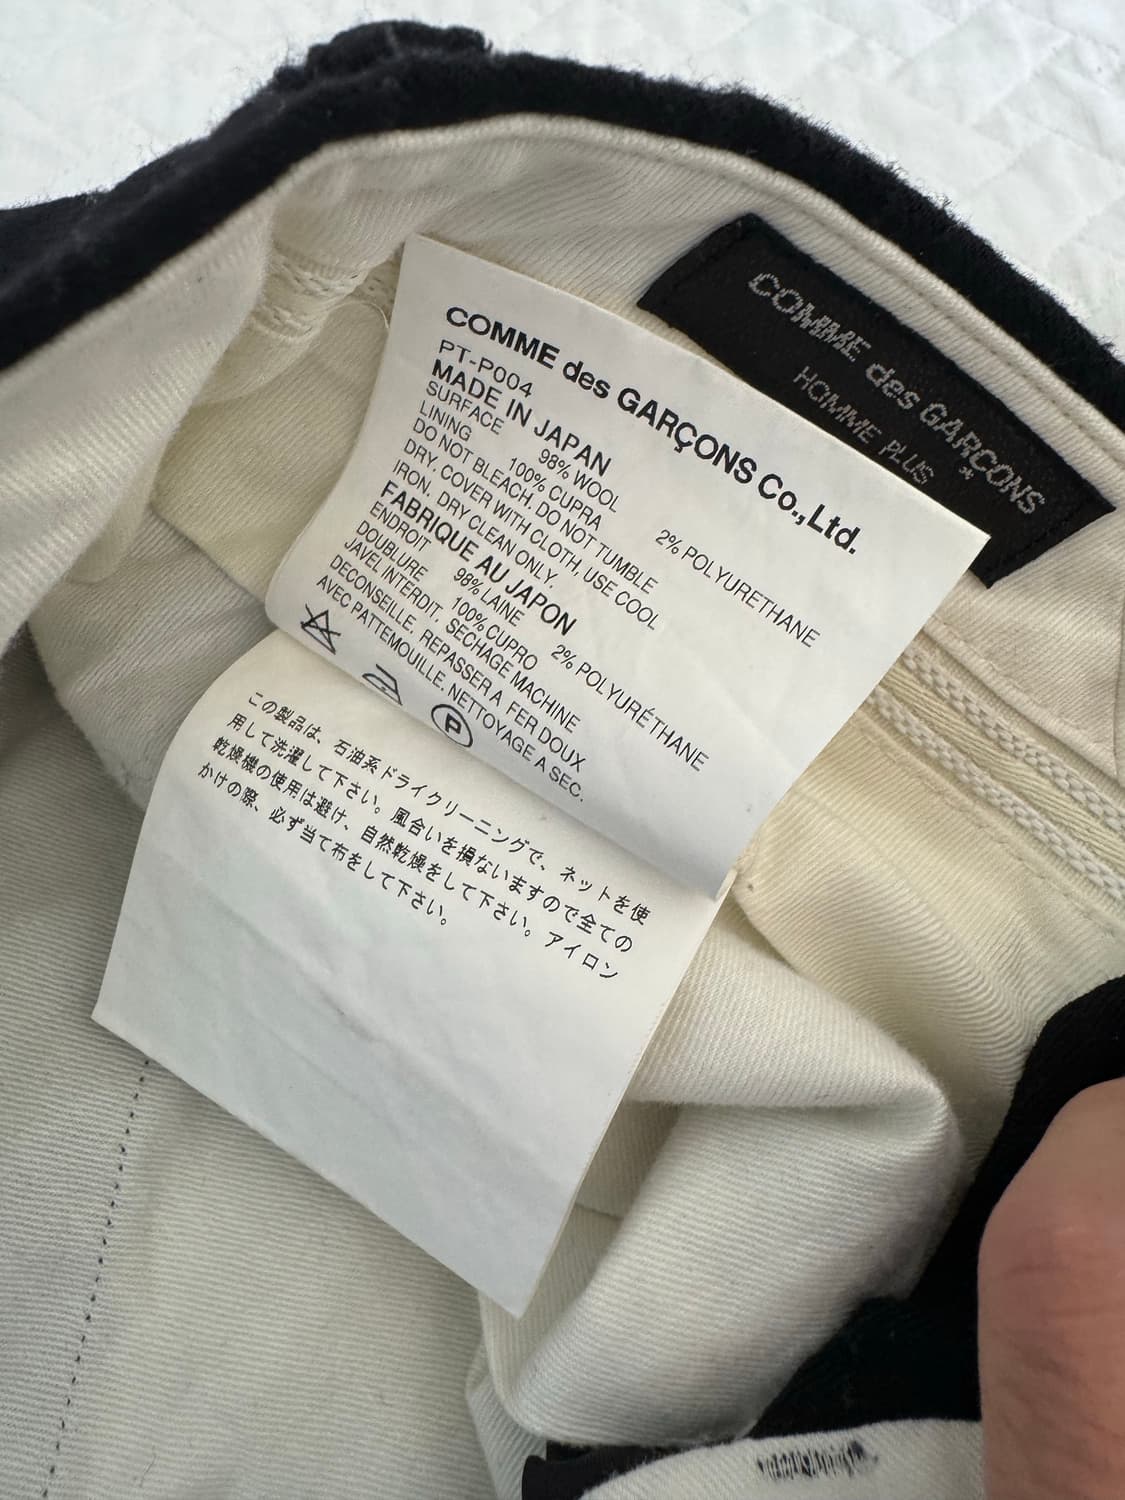 COMME des GARÇONS
HOMME PLUS
COMME des GARÇONS Co.,Ltd.
PT-P004
MADE IN JAPAN
SURFACE 98% WOOL 2% POLYURETHANE
LINING 100% CUPRA
DO NOT BLEACH. DO NOT TUMBLE
DRY. COVER WITH CLOTH, USE COOL
IRON. DRY CLEAN ONLY.
FABRIQUE AU JAPON
ENDROIT 98% LAINE 2% POLYURÉTHANE
DOUBLURE 100% CUPRO
JAVEL INTERDIT. SECHAGE MACHINE
DECONSEILLE. REPASSER A FER DOUX
AVEC PATTEMOUILLE. NETTOYAGE A SEC.
P
この製品は、石油系ドライクリーニングで、ネットを使
用して洗濯して下さい。風合いを損ないますので全ての
乾燥機の使用は避け、自然乾燥をして下さい。アイロン
かけの際、必ず当て布をして下さい。